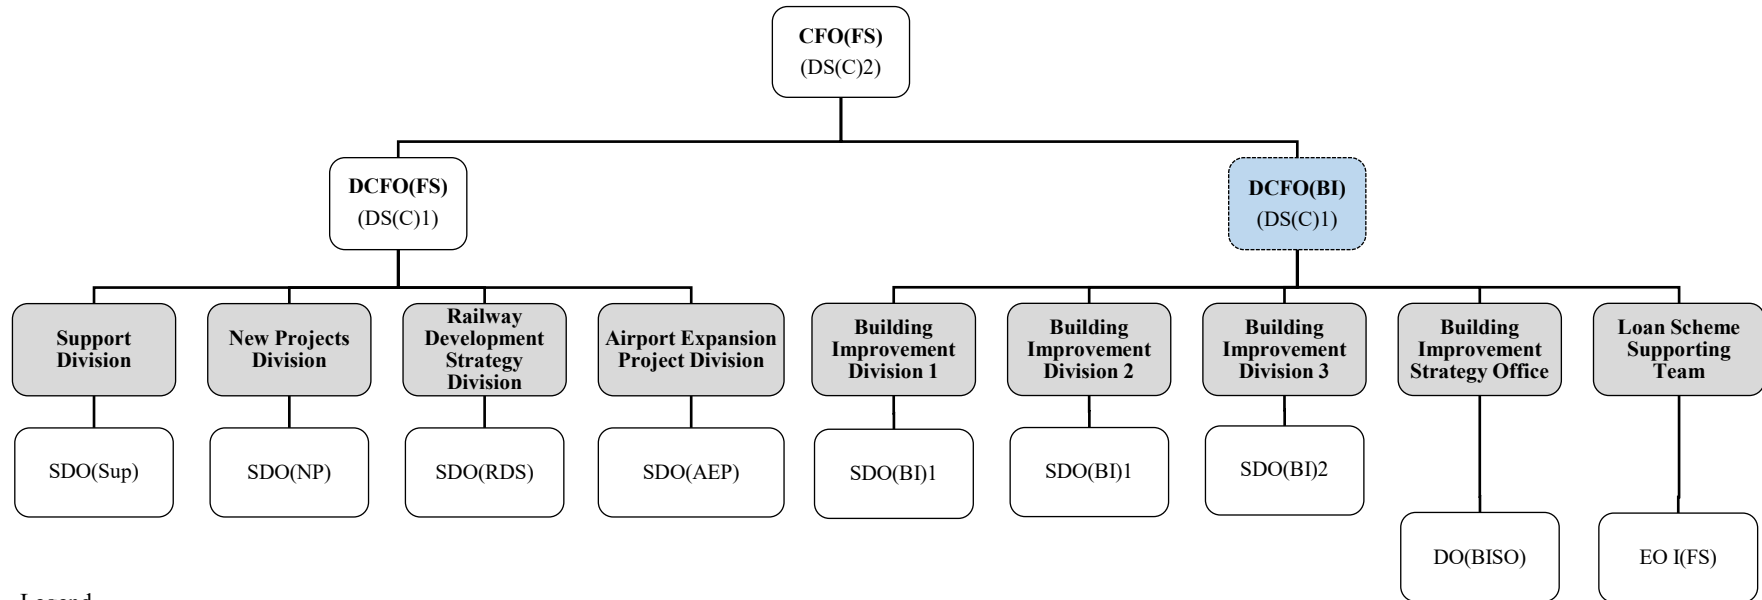 CFO(FS)
(DS(C)2)
DCFO(FS)
(DS(C)1)
DCFO(BI)
(DS(C)1)
Support
Division
New Projects
Division
Railway
Development
Strategy
Division
Airport Expansion
Project Division
Building
Improvement
Division 1
Building
Improvement
Division 2
Building
Improvement
Division 3
Building
Improvement
Strategy Office
Loan Scheme
Supporting
Team
SDO(Sup)
SDO(NP)
SDO(RDS)
SDO(AEP)
SDO(BI)1
SDO(BI)1
SDO(BI)2
DO(BISO)
EO I(FS)
Legend